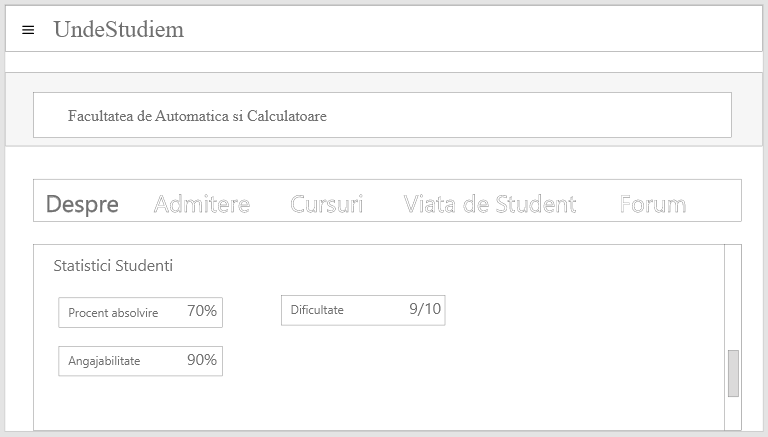 UndeStudiem
Facultatea de Automatica si Calculatoare
Despre Admitere Cursuri Viata de Student Forum
Statistici Studenti
Procent absolvire 70% Dificultate 9/10
Angajabilitate 90%